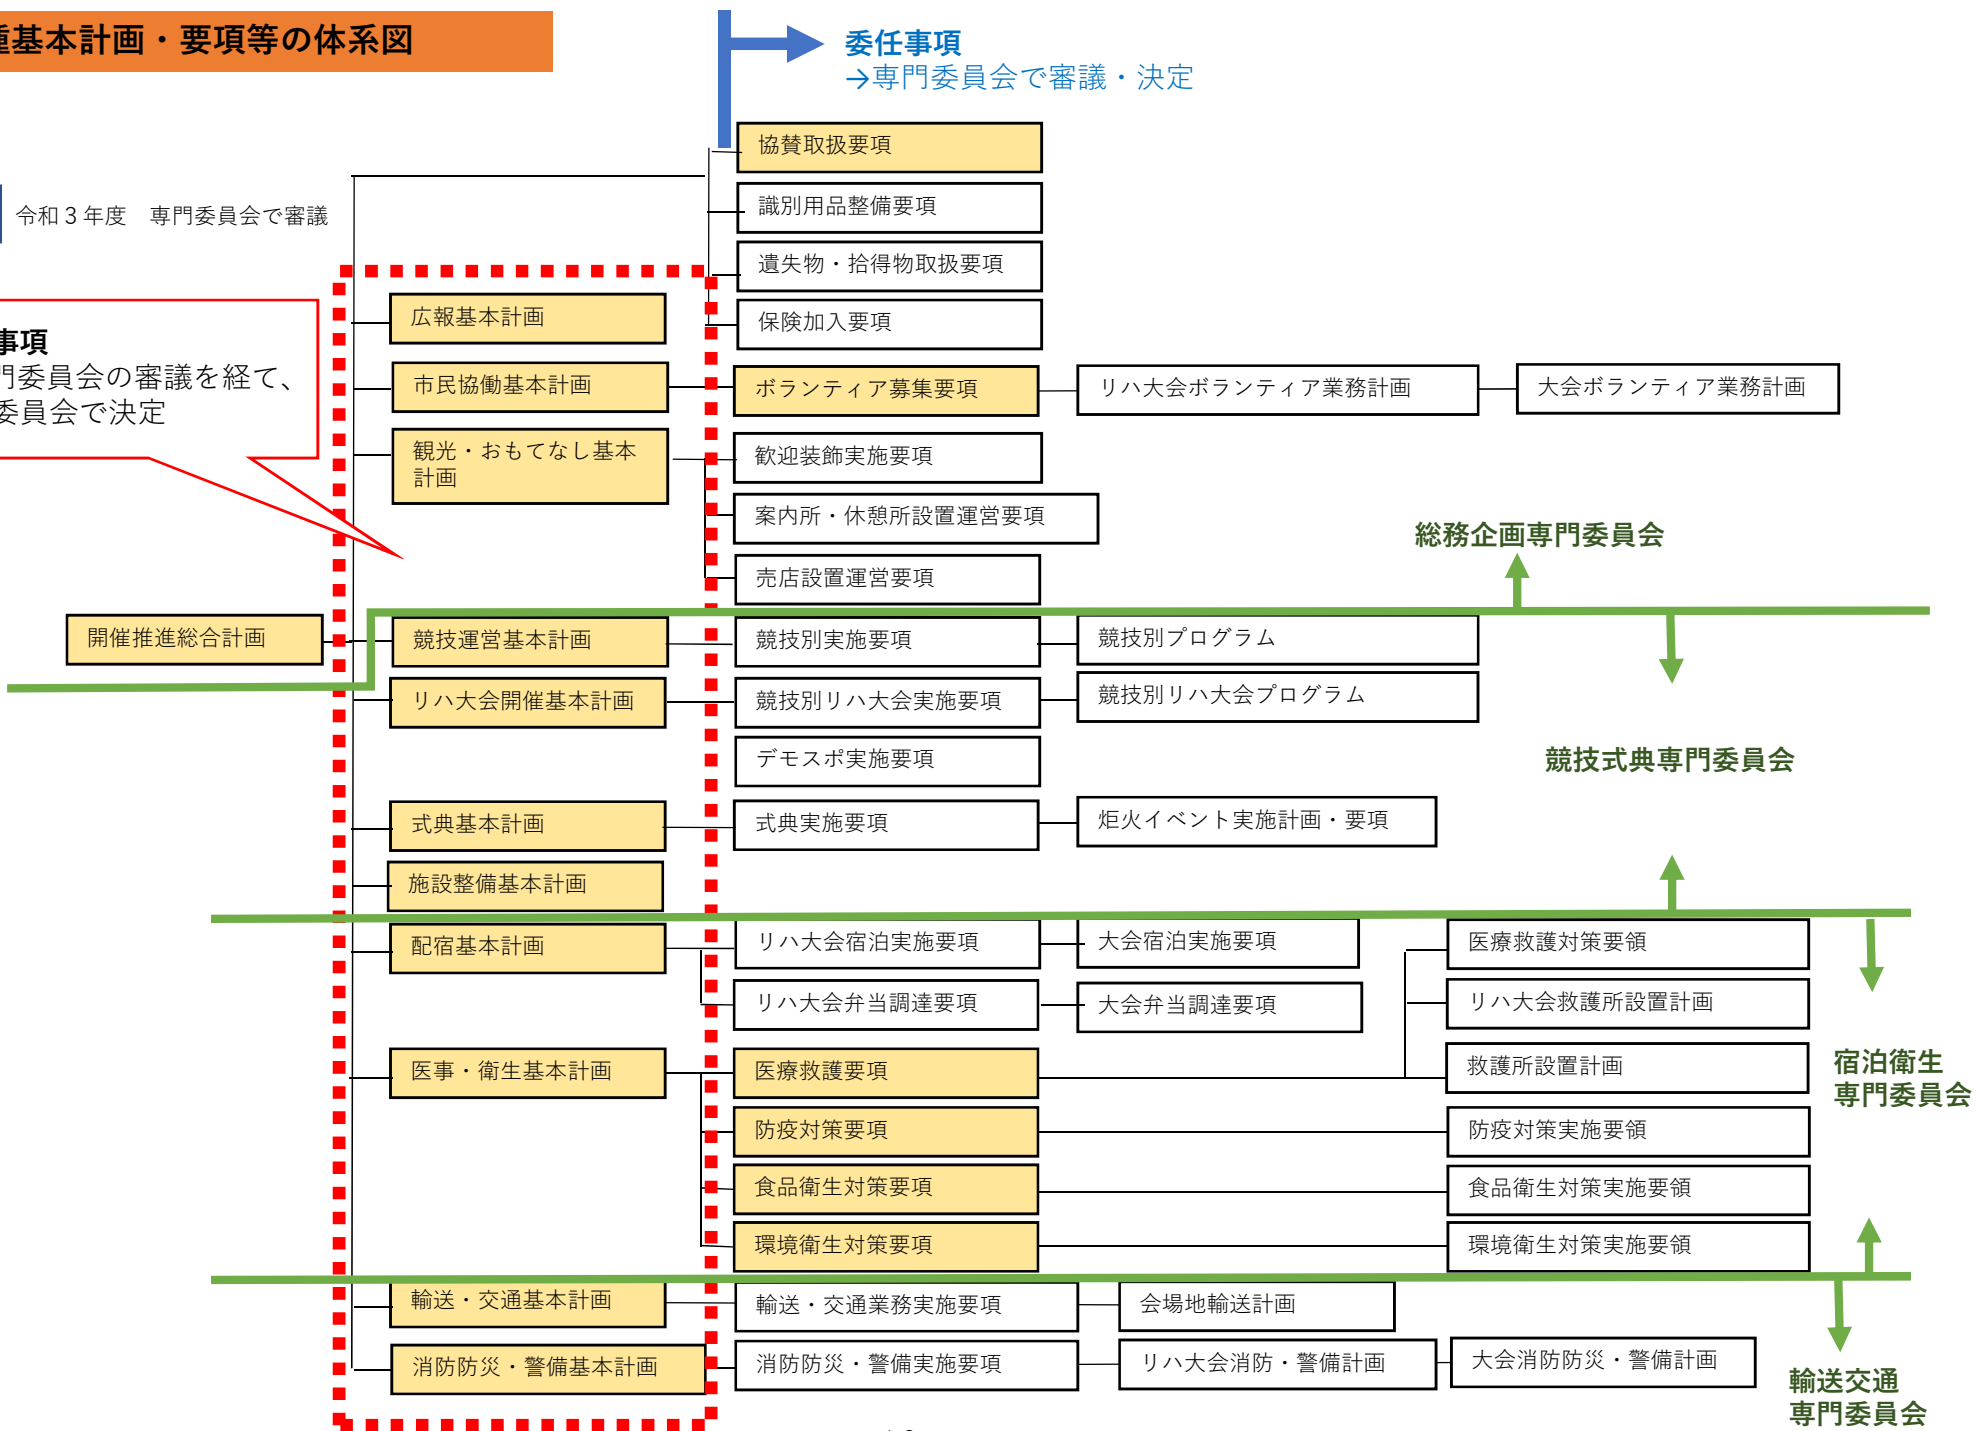 基本計画・要項等の体系図
委任事項
→専門委員会で審議・決定
令和３年度　専門委員会で審議
事項
委員会の審議を経て、
委員会で決定
開催推進総合計画
広報基本計画
市民協働基本計画
観光・おもてなし基本
計画
競技運営基本計画
リハ大会開催基本計画
式典基本計画
施設整備基本計画
配宿基本計画
医事・衛生基本計画
輸送・交通基本計画
消防防災・警備基本計画
協賛取扱要項
識別用品整備要項
遺失物・拾得物取扱要項
保険加入要項
ボランティア募集要項
リハ大会ボランティア業務計画
大会ボランティア業務計画
歓迎装飾実施要項
案内所・休憩所設置運営要項
売店設置運営要項
総務企画専門委員会
競技別実施要項
競技別プログラム
競技別リハ大会実施要項
競技別リハ大会プログラム
デモスポ実施要項
競技式典専門委員会
式典実施要項
炬火イベント実施計画・要項
リハ大会宿泊実施要項
大会宿泊実施要項
医療救護対策要領
リハ大会弁当調達要項
大会弁当調達要項
リハ大会救護所設置計画
医療救護要項
救護所設置計画
宿泊衛生
専門委員会
防疫対策要項
防疫対策実施要領
食品衛生対策要項
食品衛生対策実施要領
環境衛生対策要項
環境衛生対策実施要領
輸送・交通業務実施要項
会場地輸送計画
消防防災・警備実施要項
リハ大会消防・警備計画
大会消防防災・警備計画
輸送交通
専門委員会